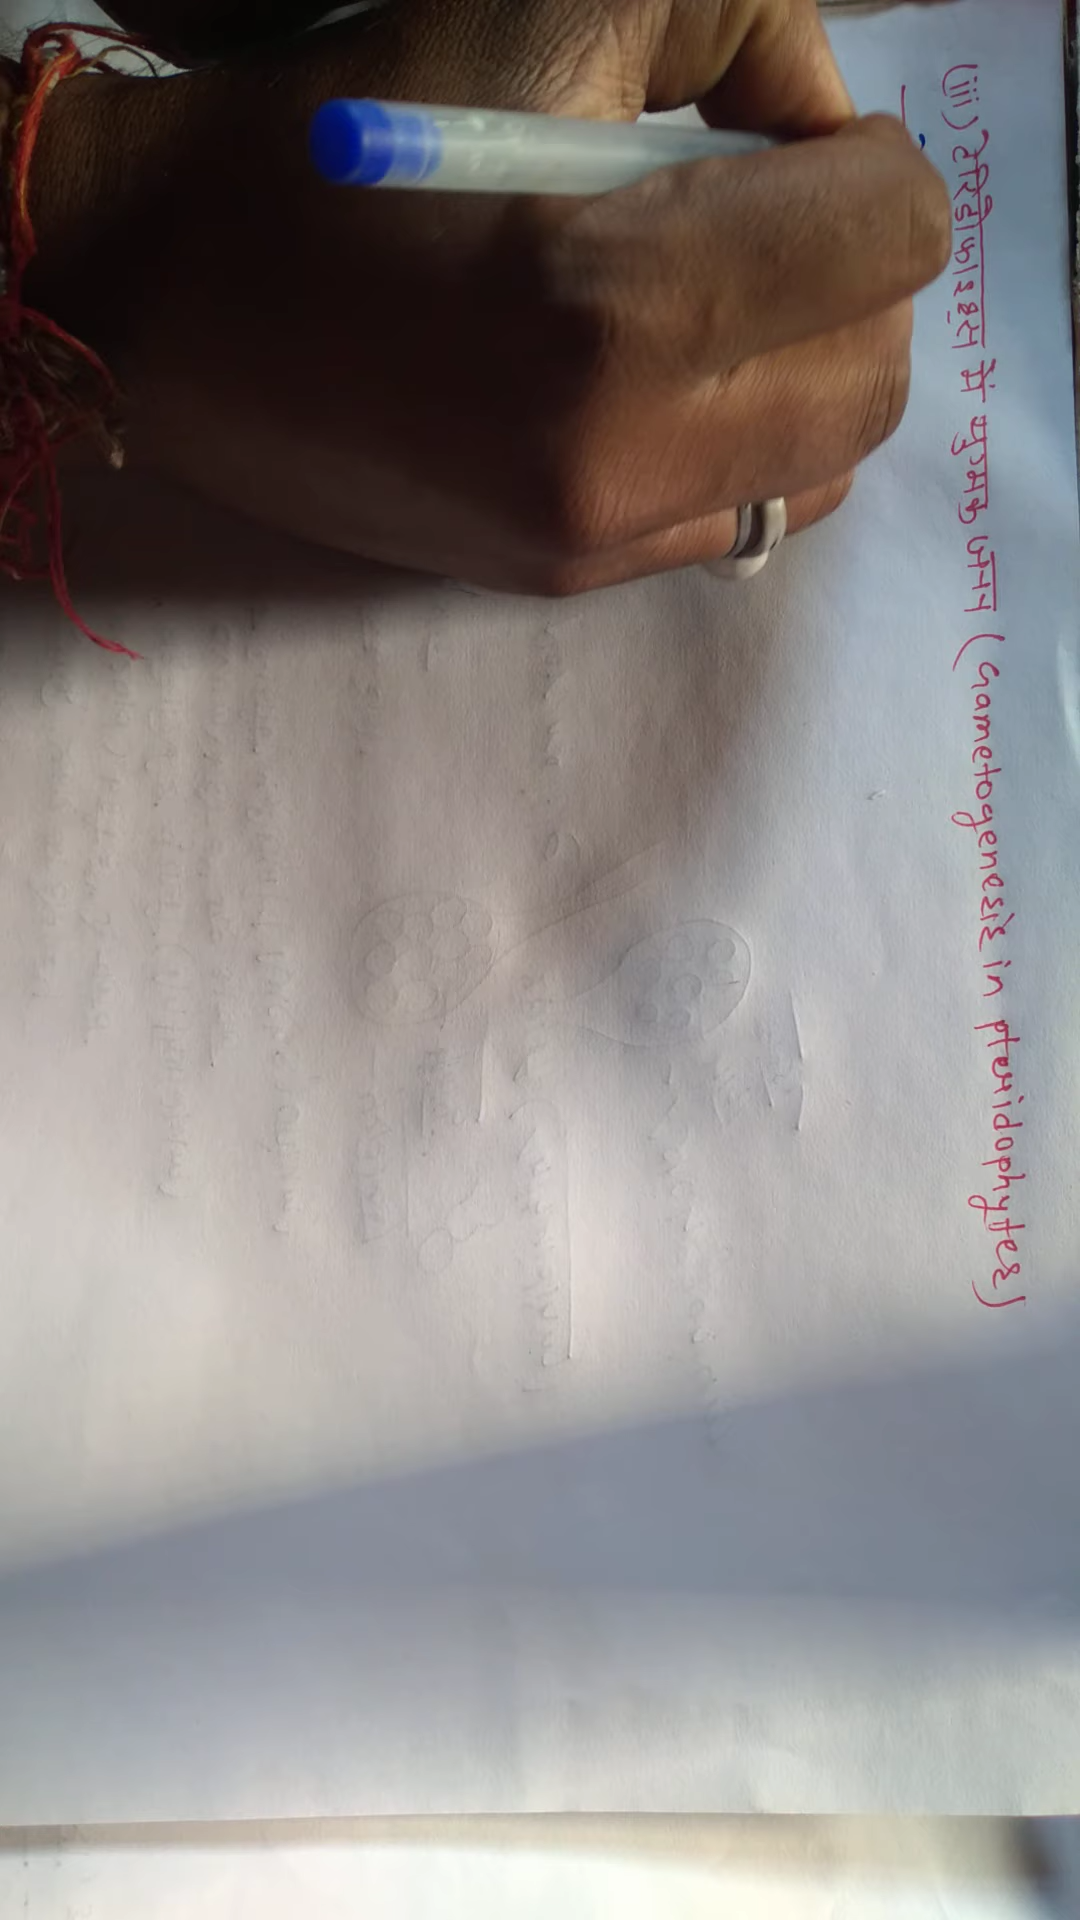 (iii) टेरिडोफाइट्स में युग्मक जनन (Gametogenesis in pteridophytes)